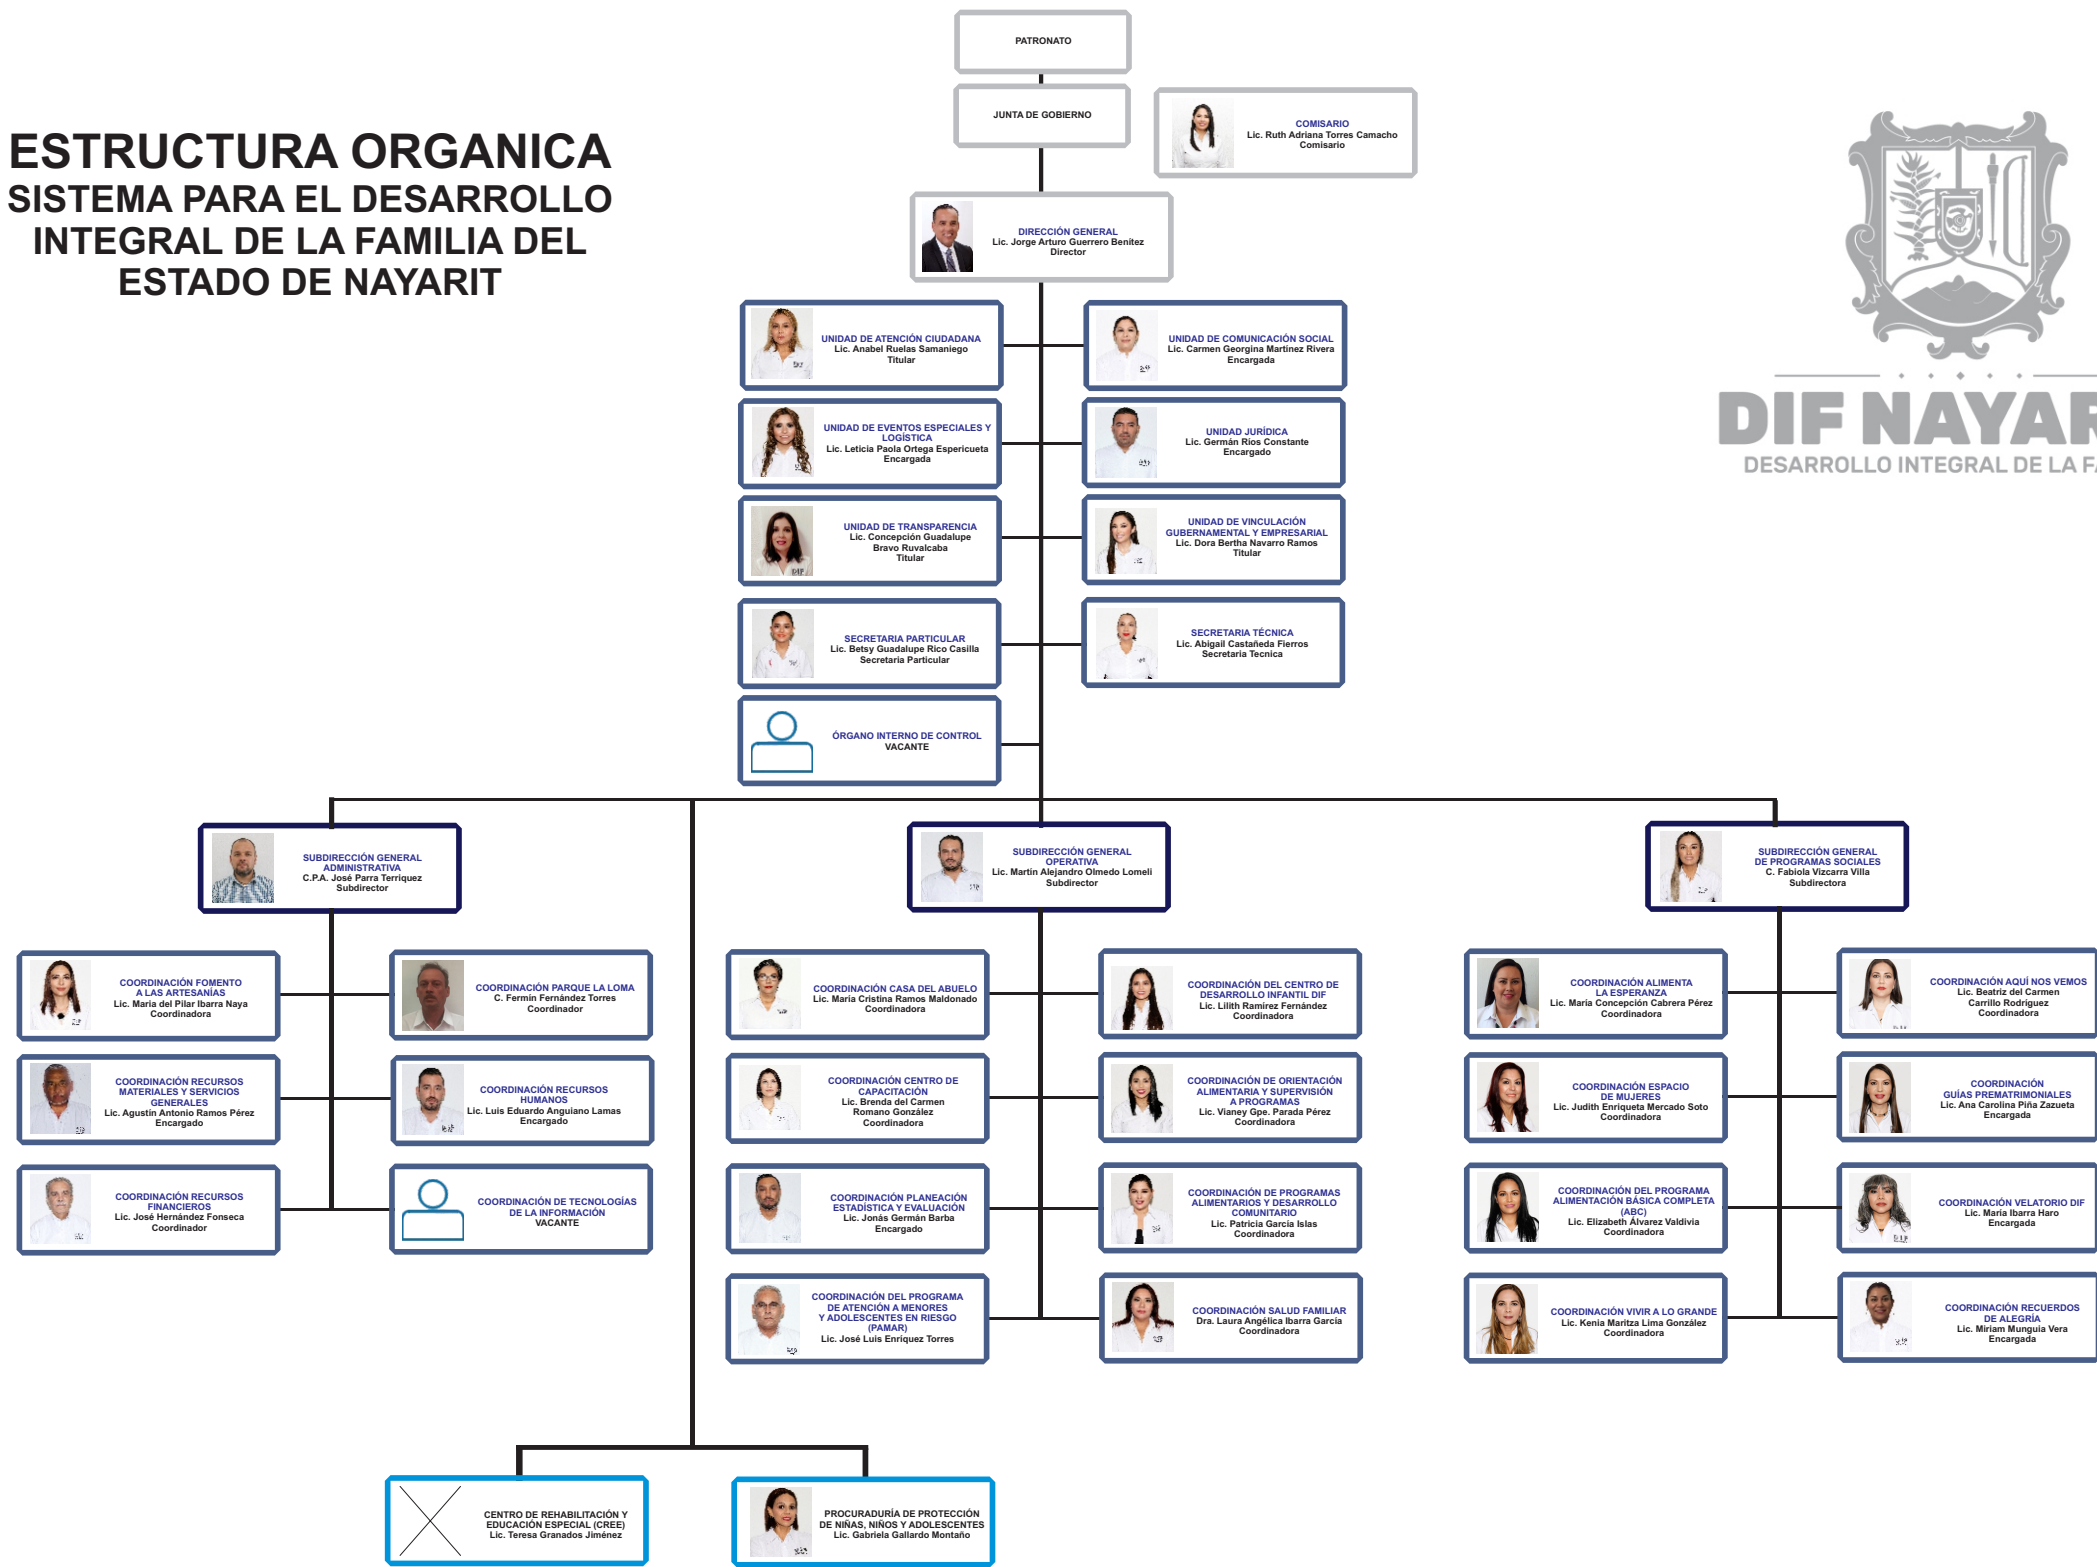 PATRONATO
JUNTA DE GOBIERNO
COMISARIO
Lic. Ruth Adriana Torres Camacho
Comisario
ESTRUCTURA ORGANICA
SISTEMA PARA EL DESARROLLO
INTEGRAL DE LA FAMILIA DEL
ESTADO DE NAYARIT
DIRECCIÓN GENERAL
Lic. Jorge Arturo Guerrero Benítez
Director
DIF NAYAR
DESARROLLO INTEGRAL DE LA FA
UNIDAD DE ATENCIÓN CIUDADANA
Lic. Anabel Ruelas Samaniego
Titular
UNIDAD DE COMUNICACIÓN SOCIAL
Lic. Carmen Georgina Martínez Rivera
Encargada
UNIDAD DE EVENTOS ESPECIALES Y
LOGÍSTICA
Lic. Leticia Paola Ortega Espericueta
Encargada
UNIDAD JURÍDICA
Lic. Germán Ríos Constante
Encargado
UNIDAD DE TRANSPARENCIA
Lic. Concepción Guadalupe
Bravo Ruvalcaba
Titular
UNIDAD DE VINCULACIÓN
GUBERNAMENTAL Y EMPRESARIAL
Lic. Dora Bertha Navarro Ramos
Titular
SECRETARIA PARTICULAR
Lic. Betsy Guadalupe Rico Casilla
Secretaria Particular
SECRETARIA TÉCNICA
Lic. Abigail Castañeda Fierros
Secretaria Tecnica
ÓRGANO INTERNO DE CONTROL
VACANTE
SUBDIRECCIÓN GENERAL
ADMINISTRATIVA
C.P.A. José Parra Terriquez
Subdirector
SUBDIRECCIÓN GENERAL
OPERATIVA
Lic. Martín Alejandro Olmedo Lomeli
Subdirector
SUBDIRECCIÓN GENERAL
DE PROGRAMAS SOCIALES
C. Fabiola Vizcarra Villa
Subdirectora
COORDINACIÓN FOMENTO
A LAS ARTESANÍAS
Lic. María del Pilar Ibarra Naya
Coordinadora
COORDINACIÓN PARQUE LA LOMA
C. Fermín Fernández Torres
Coordinador
COORDINACIÓN CASA DEL ABUELO
Lic. María Cristina Ramos Maldonado
Coordinadora
COORDINACIÓN DEL CENTRO DE
DESARROLLO INFANTIL DIF
Lic. Lilith Ramírez Fernández
Coordinadora
COORDINACIÓN ALIMENTA
LA ESPERANZA
Lic. María Concepción Cabrera Pérez
Coordinadora
COORDINACIÓN AQUÍ NOS VEMOS
Lic. Beatriz del Carmen
Carrillo Rodríguez
Coordinadora
COORDINACIÓN RECURSOS
MATERIALES Y SERVICIOS
GENERALES
Lic. Agustín Antonio Ramos Pérez
Encargado
COORDINACIÓN RECURSOS
HUMANOS
Lic. Luis Eduardo Anguiano Lamas
Encargado
COORDINACIÓN CENTRO DE
CAPACITACIÓN
Lic. Brenda del Carmen
Romano González
Coordinadora
COORDINACIÓN DE ORIENTACIÓN
ALIMENTARIA Y SUPERVISIÓN
A PROGRAMAS
Lic. Vianey Gpe. Parada Pérez
Coordinadora
COORDINACIÓN ESPACIO
DE MUJERES
Lic. Judith Enriqueta Mercado Soto
Coordinadora
COORDINACIÓN
GUÍAS PREMATRIMONIALES
Lic. Ana Carolina Piña Zazueta
Encargada
COORDINACIÓN RECURSOS
FINANCIEROS
Lic. José Hernández Fonseca
Coordinador
COORDINACIÓN DE TECNOLOGÍAS
DE LA INFORMACIÓN
VACANTE
COORDINACIÓN PLANEACIÓN
ESTADÍSTICA Y EVALUACIÓN
Lic. Jonás Germán Barba
Encargado
COORDINACIÓN DE PROGRAMAS
ALIMENTARIOS Y DESARROLLO
COMUNITARIO
Lic. Patricia García Islas
Coordinadora
COORDINACIÓN DEL PROGRAMA
ALIMENTACIÓN BÁSICA COMPLETA
(ABC)
Lic. Elizabeth Álvarez Valdivia
Coordinadora
COORDINACIÓN VELATORIO DIF
Lic. María Ibarra Haro
Encargada
COORDINACIÓN DEL PROGRAMA
DE ATENCIÓN A MENORES
Y ADOLESCENTES EN RIESGO
(PAMAR)
Lic. José Luis Enríquez Torres
COORDINACIÓN SALUD FAMILIAR
Dra. Laura Angélica Ibarra García
Coordinadora
COORDINACIÓN VIVIR A LO GRANDE
Lic. Kenia Maritza Lima González
Coordinadora
COORDINACIÓN RECUERDOS
DE ALEGRÍA
Lic. Miriam Munguia Vera
Encargada
CENTRO DE REHABILITACIÓN Y
EDUCACIÓN ESPECIAL (CREE)
Lic. Teresa Granados Jiménez
PROCURADURÍA DE PROTECCIÓN
DE NIÑAS, NIÑOS Y ADOLESCENTES
Lic. Gabriela Gallardo Montaño